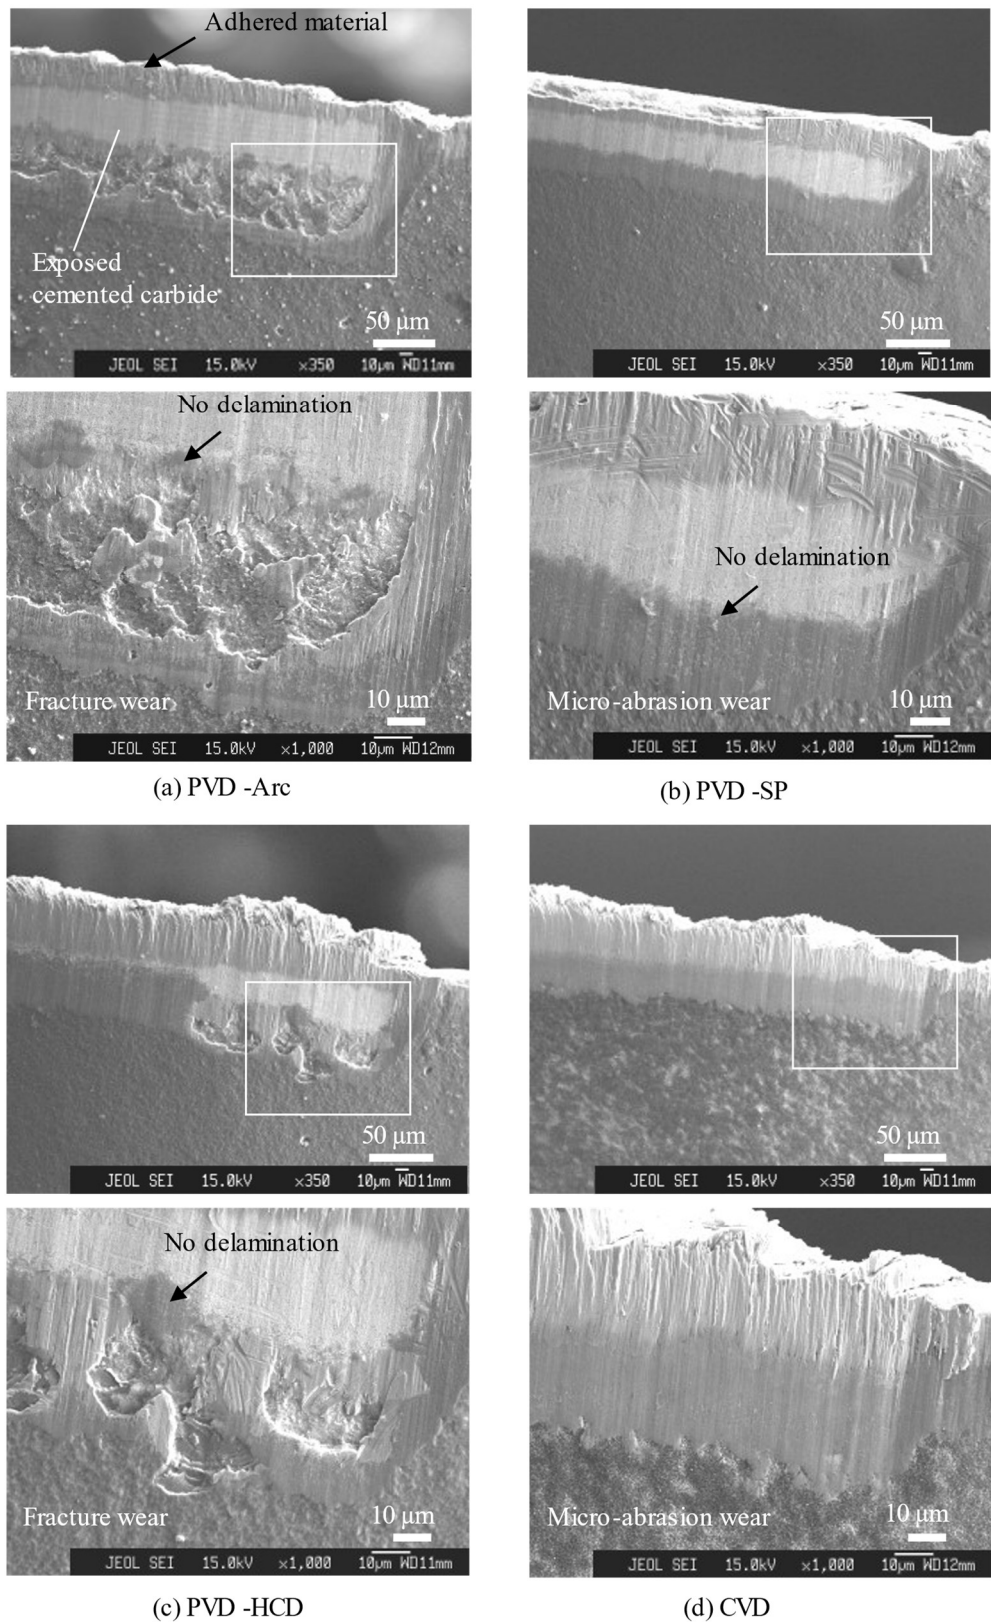 Adhered material
Exposed
cemented carbide
50 μm
JEOL SEI 15.0kV ×350 10μm WD11mm
50 μm
JEOL SEI 15.0kV ×350 10μm WD11mm
No delamination
Fracture wear
10 μm
JEOL SEI 15.0kV ×1,000 10μm WD12mm
No delamination
Micro-abrasion wear
10 μm
JEOL SEI 15.0kV ×1,000 10μm WD12mm
(a) PVD -Arc
(b) PVD -SP
50 μm
JEOL SEI 15.0kV ×350 10μm WD11mm
50 μm
JEOL SEI 15.0kV ×350 10μm WD11mm
No delamination
Fracture wear
10 μm
JEOL SEI 15.0kV ×1,000 10μm WD11mm
Micro-abrasion wear
10 μm
JEOL SEI 15.0kV ×1,000 10μm WD12mm
(c) PVD -HCD
(d) CVD